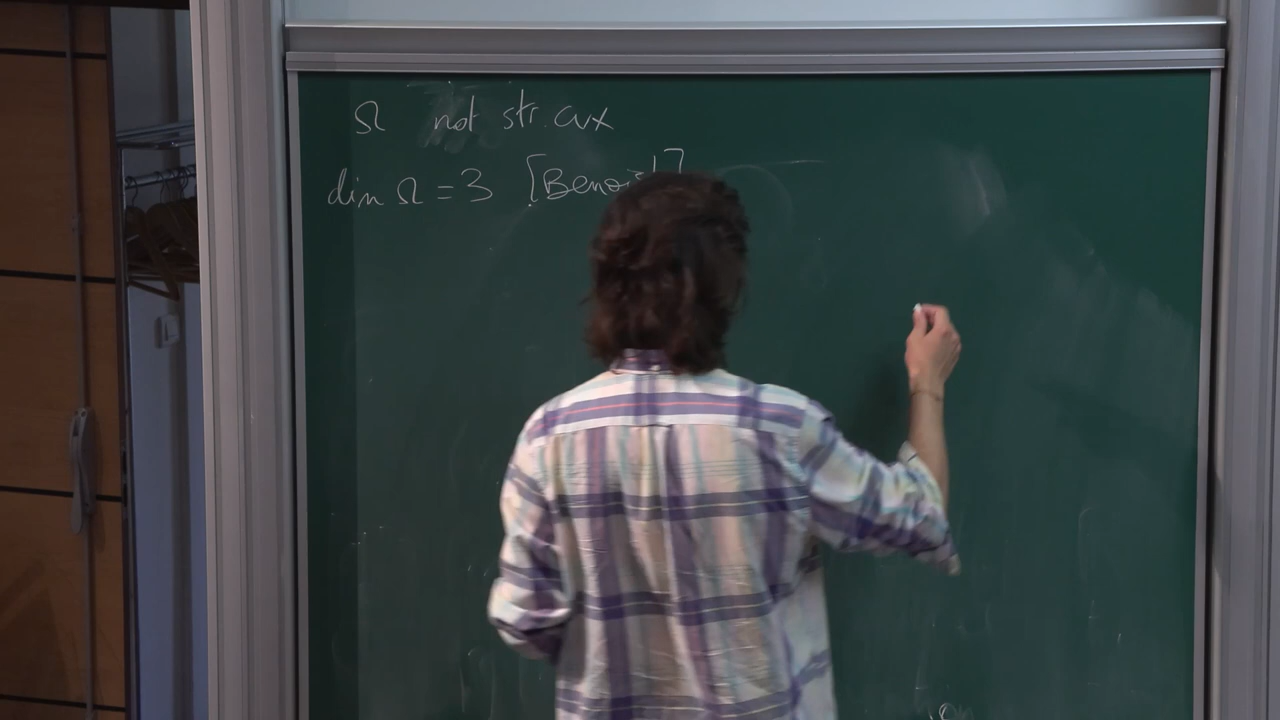 Ω not str. cvx
dim Ω = 3 [Benoist]